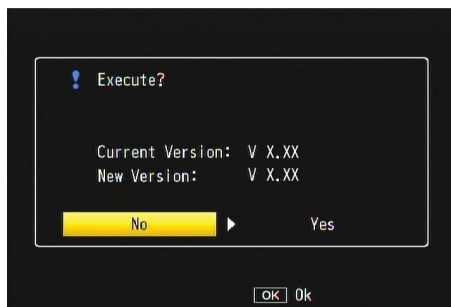 Execute?
Current Version: V X.XX
New Version: V X.XX
No Yes
OK Ok